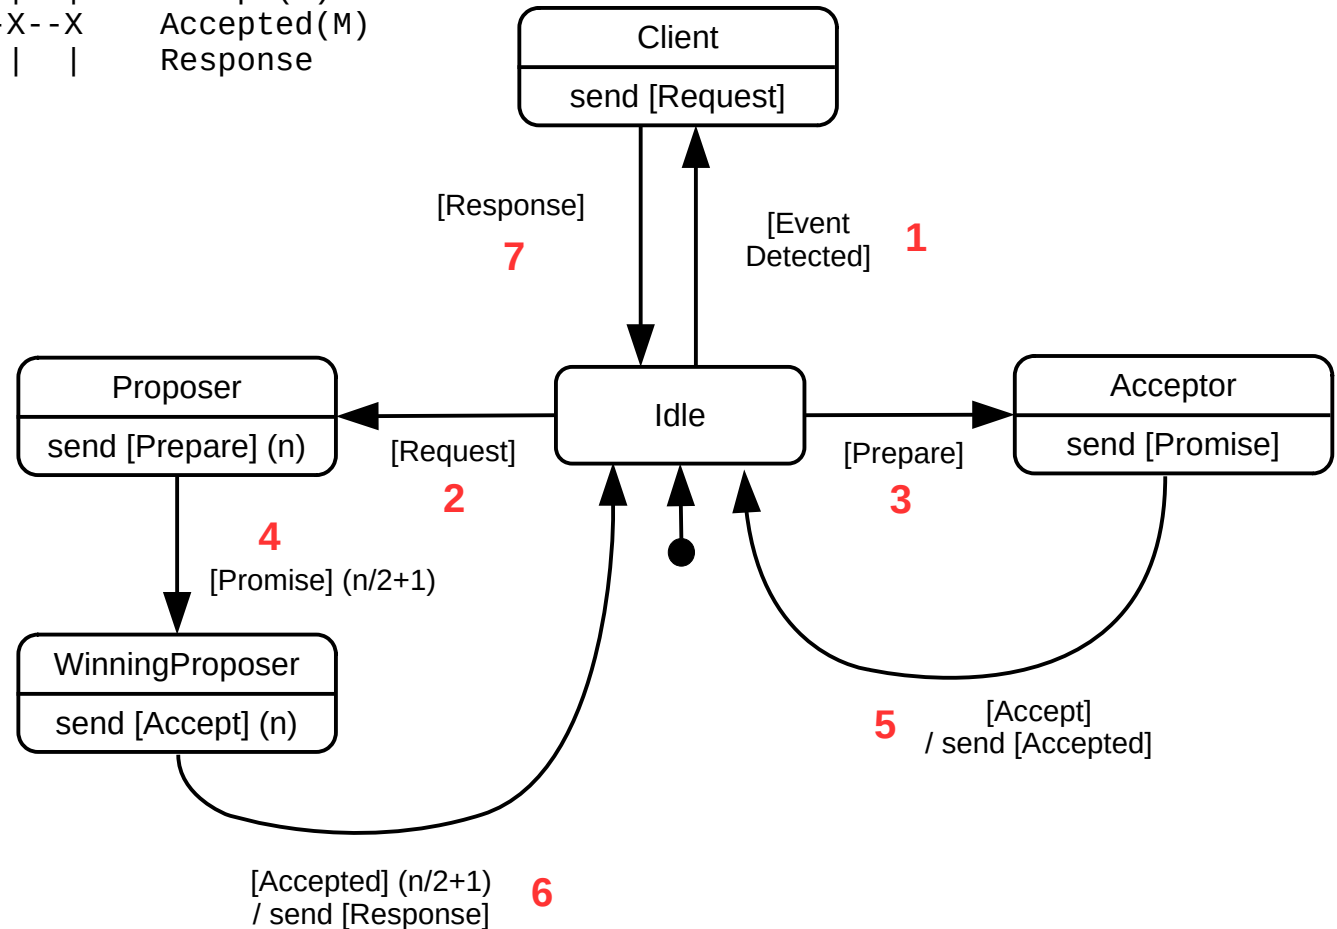 X--X Accepted(M)
| | Response
Client
send [Request]
[Response]
7
[Event
Detected]
1
Proposer
send [Prepare] (n)
Idle
Acceptor
send [Promise]
[Request]
2
[Prepare]
3
4
[Promise] (n/2+1)
WinningProposer
send [Accept] (n)
5
[Accept]
/ send [Accepted]
[Accepted] (n/2+1)
/ send [Response]
6